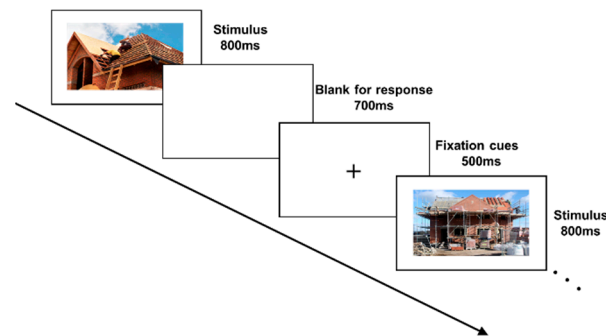 Stimulus
800ms
Blank for response
700ms
Fixation cues
500ms
Stimulus
800ms